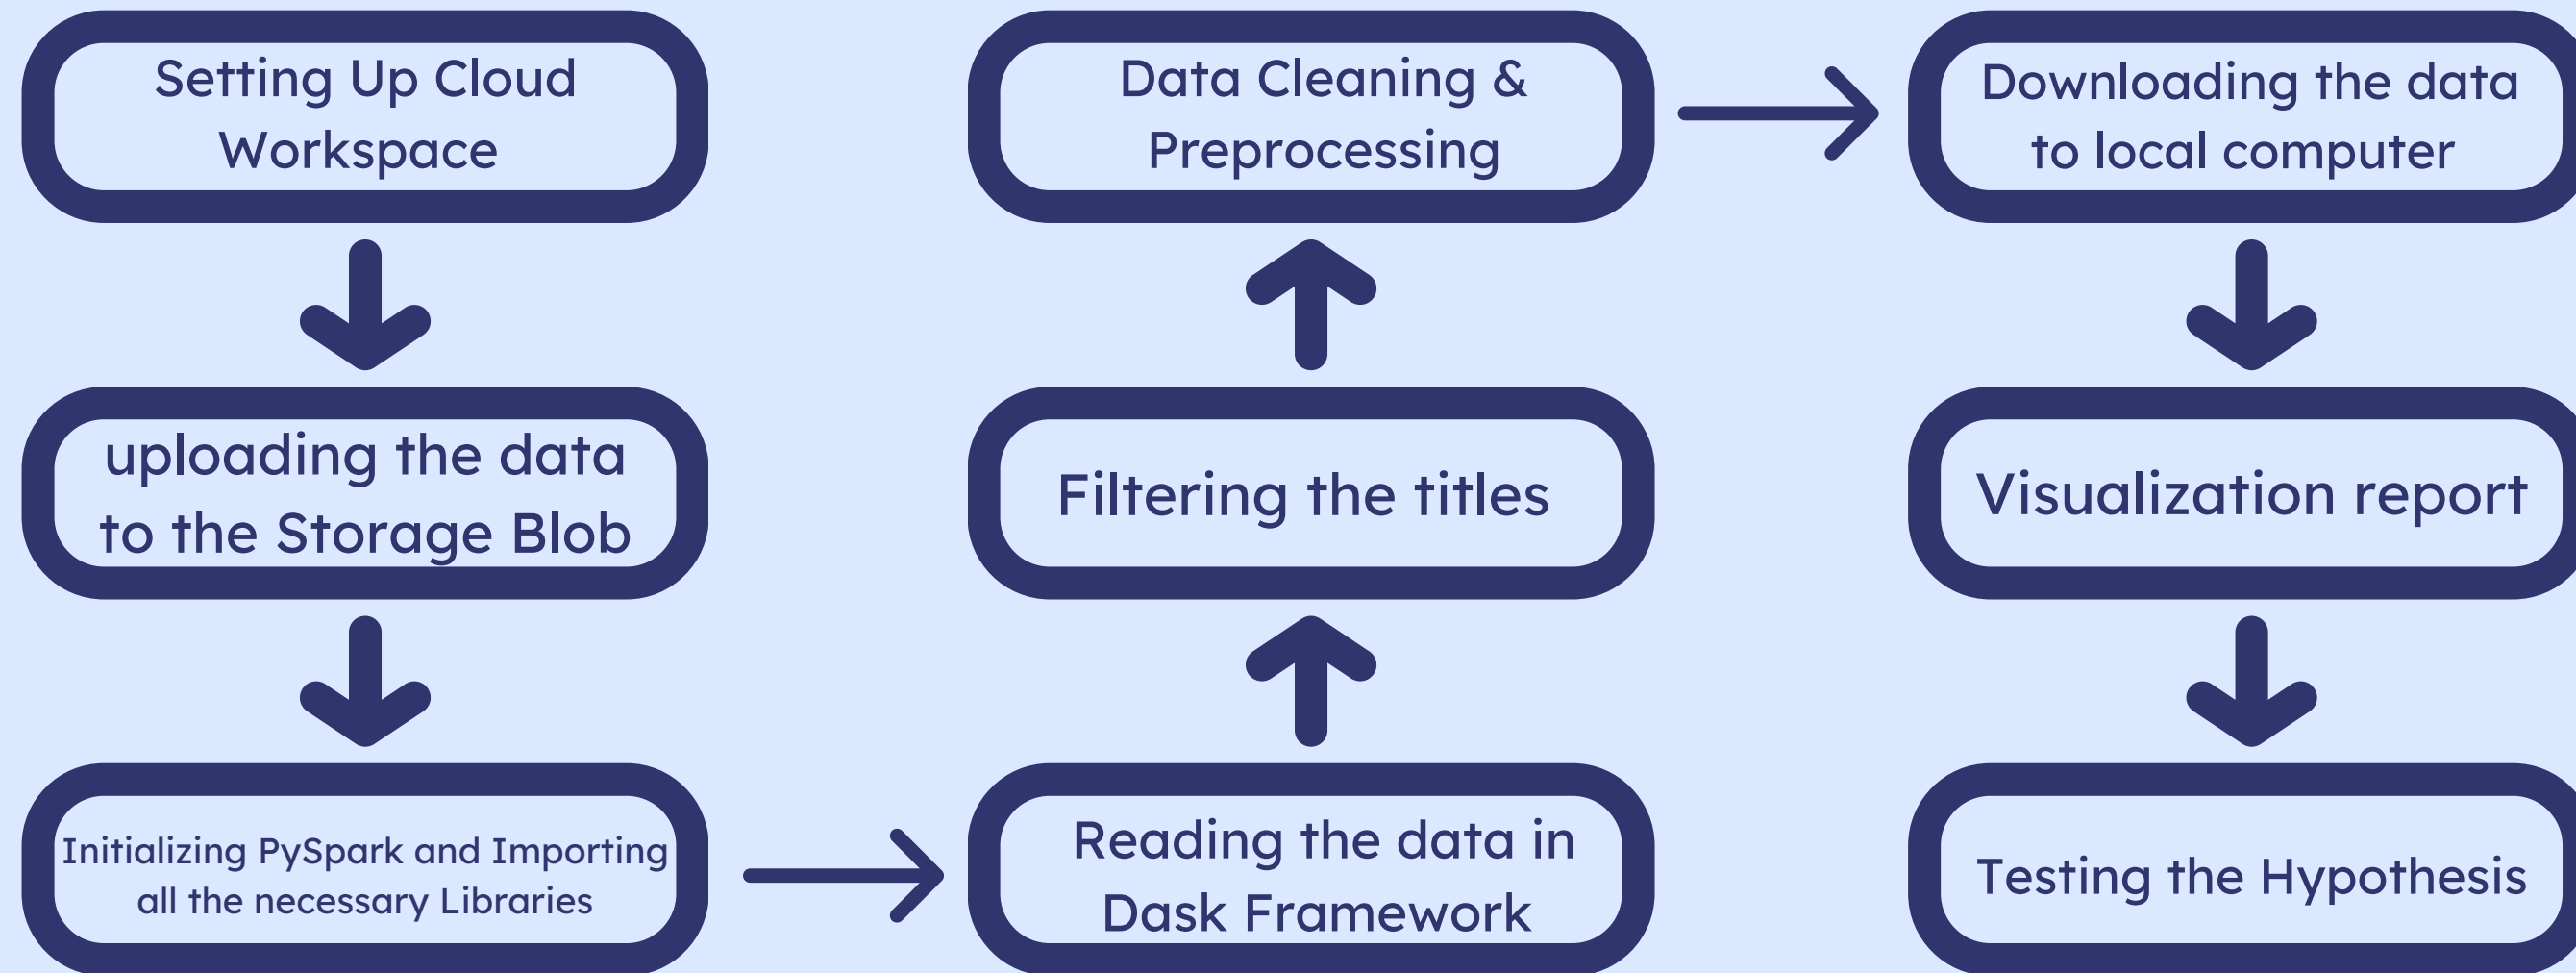 Setting Up Cloud
Workspace
uploading the data
to the Storage Blob
Initializing PySpark and Importing
all the necessary Libraries
Reading the data in
Dask Framework
Filtering the titles
Data Cleaning &
Preprocessing
Downloading the data
to local computer
Visualization report
Testing the Hypothesis